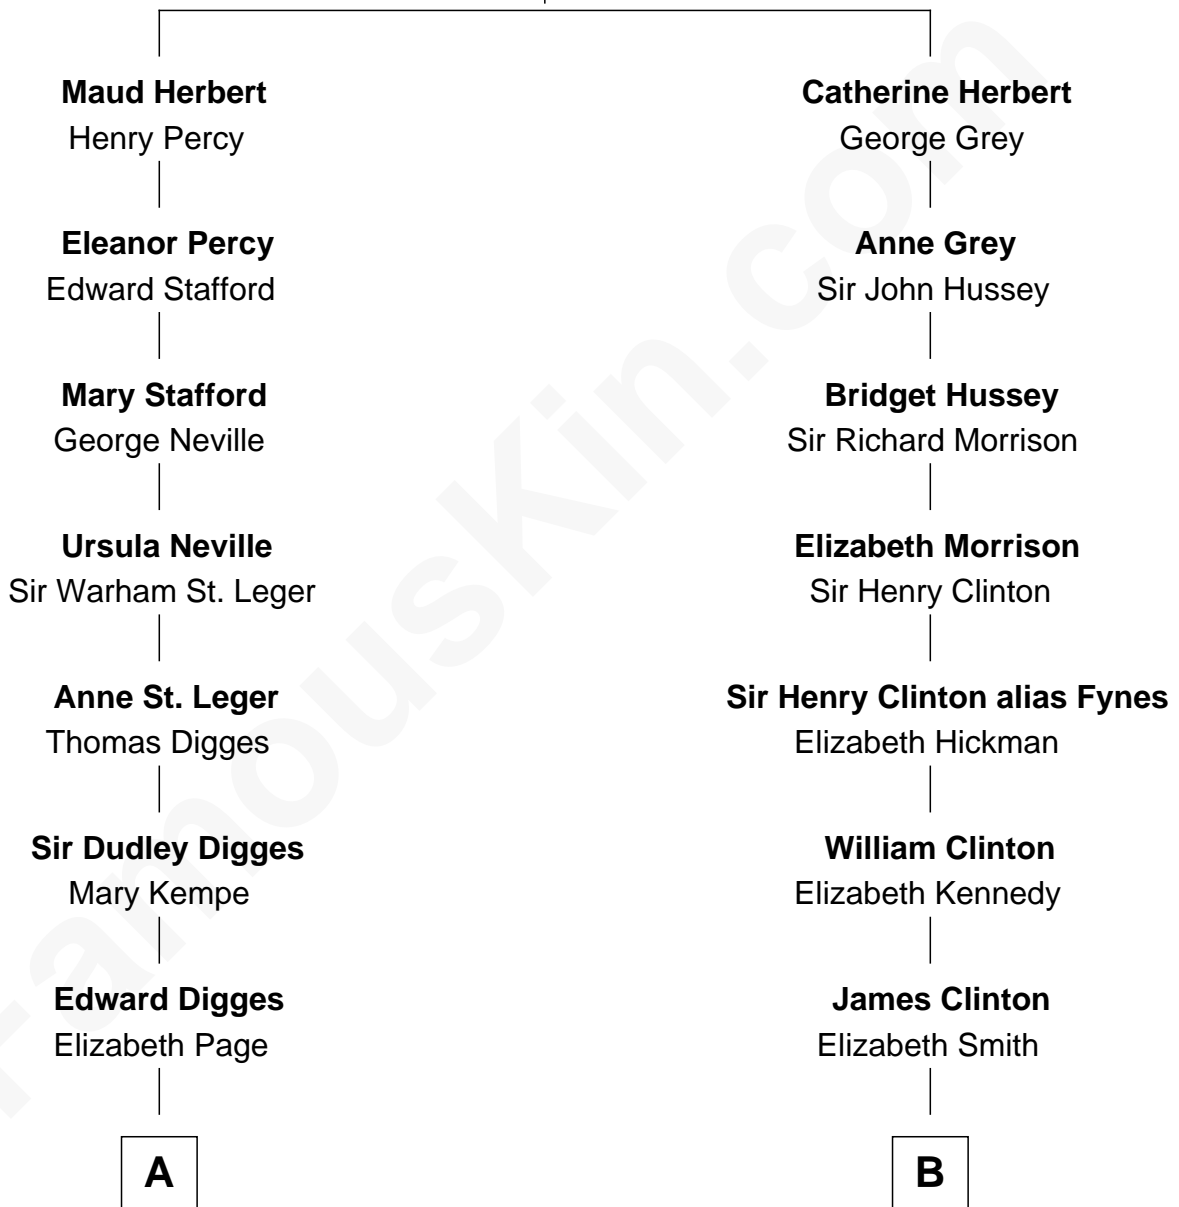 Maud Herbert
Henry Percy
Eleanor Percy
Edward Stafford
Mary Stafford
George Neville
Ursula Neville
Sir Warham St. Leger
Anne St. Leger
Thomas Digges
Sir Dudley Digges
Mary Kempe
Edward Digges
Elizabeth Page
A
Catherine Herbert
George Grey
Anne Grey
Sir John Hussey
Bridget Hussey
Sir Richard Morrison
Elizabeth Morrison
Sir Henry Clinton
Sir Henry Clinton alias Fynes
Elizabeth Hickman
William Clinton
Elizabeth Kennedy
James Clinton
Elizabeth Smith
B
FamousKin.com